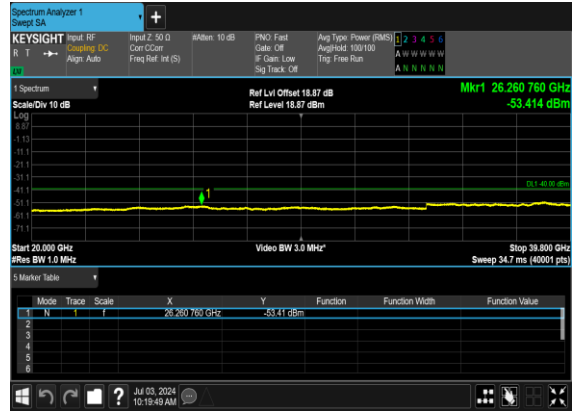 Spectrum Analyzer 1
Swept SA
+
KEYSIGHT
R T
LXI
Input: RF
Coupling: DC
Align: Auto
Input Z: 50 Ω
Corr CCorr
Freq Ref: Int (S)
#Atten: 10 dB
PNO: Fast
Gate: Off
IF Gain: Low
Sig Track: Off
Avg Type: Power (RMS)
Avg|Hold: 100/100
Trig: Free Run
1 2 3 4 5 6
A W W W W W
A N N N N N
1 Spectrum
Scale/Div 10 dB
Ref Lvl Offset 18.87 dB
Ref Level 18.87 dBm
Mkr1 26.260 760 GHz
-53.414 dBm
Log
8.87
-1.13
-11.1
-21.1
-31.1
-41.1
-51.1
-61.1
-71.1
DL1 -40.00 dBm
1
Start 20.000 GHz
#Res BW 1.0 MHz
Video BW 3.0 MHz*
Stop 39.800 GHz
Sweep 34.7 ms (40001 pts)
5 Marker Table
Mode Trace Scale X Y Function Function Width Function Value
1 N 1 f 26.260 760 GHz -53.41 dBm
2
3
4
5
6
?
Jul 03, 2024
10:19:49 AM